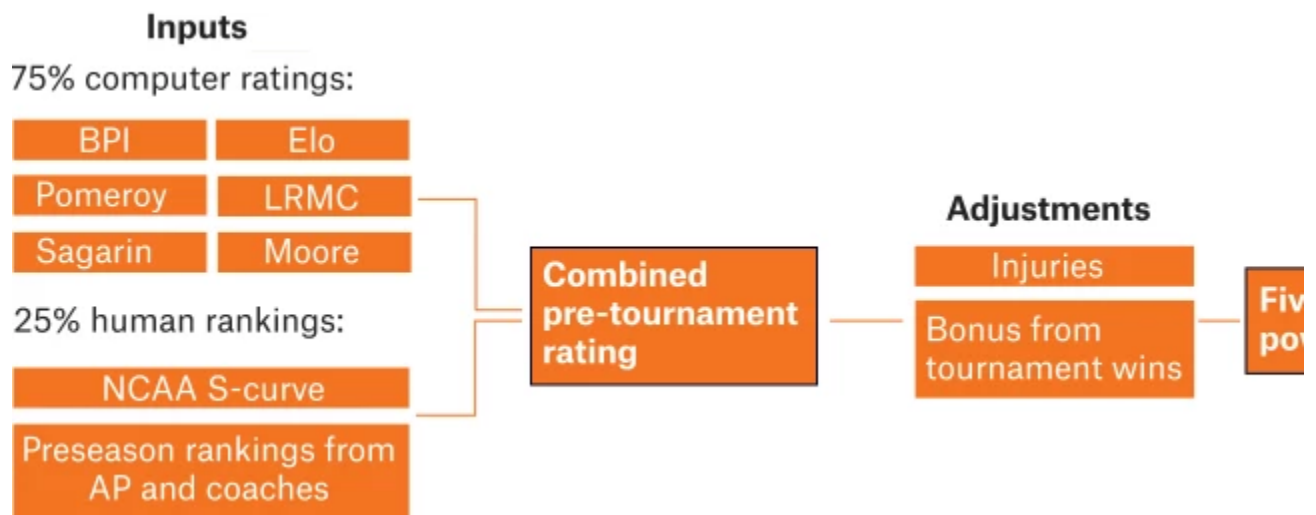 Inputs
75% computer ratings:
BPI
Elo
Pomeroy
LRMC
Sagarin
Moore
25% human rankings:
NCAA S-curve
Preseason rankings from
AP and coaches
Combined
pre-tournament
rating
Adjustments
Injuries
Bonus from
tournament wins